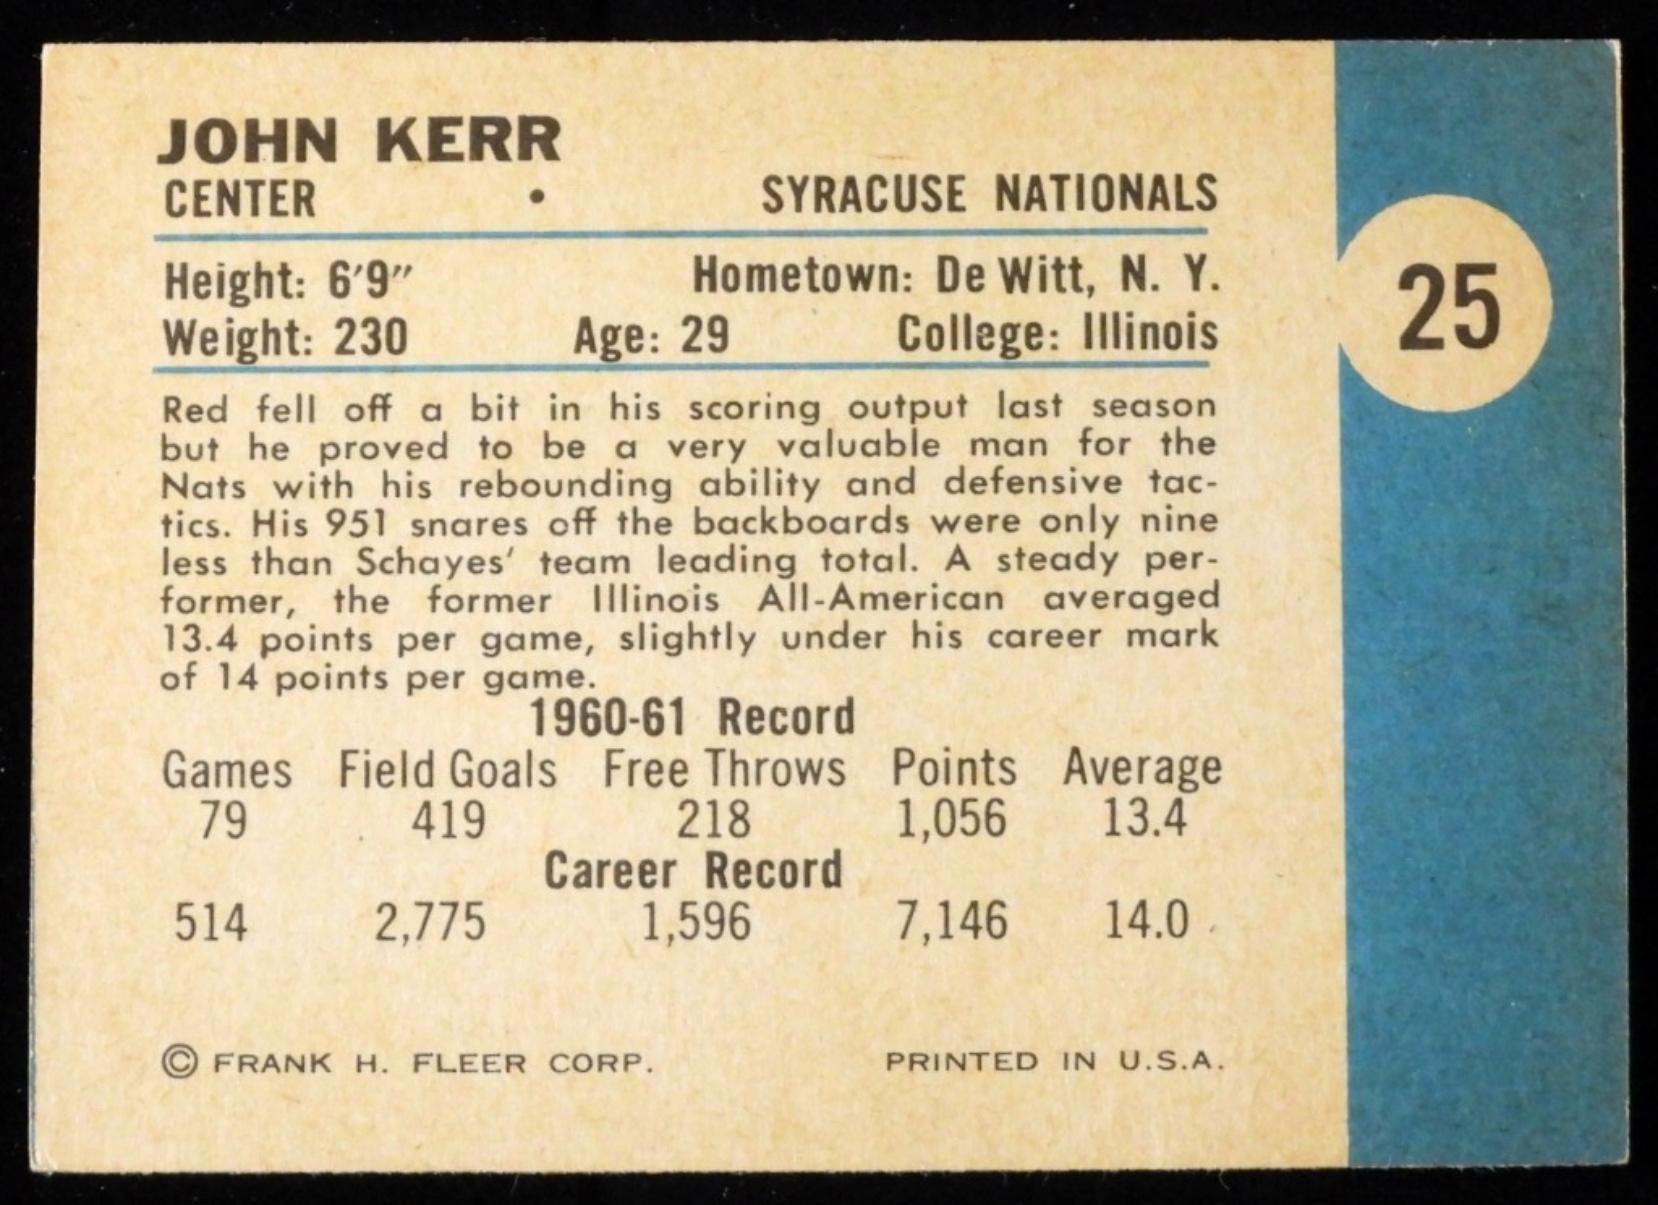 JOHN KERR
CENTER • SYRACUSE NATIONALS
Height: 6'9" Hometown: De Witt, N. Y.
Weight: 230 Age: 29 College: Illinois
25
Red fell off a bit in his scoring output last season
but he proved to be a very valuable man for the
Nats with his rebounding ability and defensive tac-
tics. His 951 snares off the backboards were only nine
less than Schayes' team leading total. A steady per-
former, the former Illinois All-American averaged
13.4 points per game, slightly under his career mark
of 14 points per game.
1960-61 Record
Games Field Goals Free Throws Points Average
79 419 218 1,056 13.4
Career Record
514 2,775 1,596 7,146 14.0
© FRANK H. FLEER CORP. PRINTED IN U.S.A.